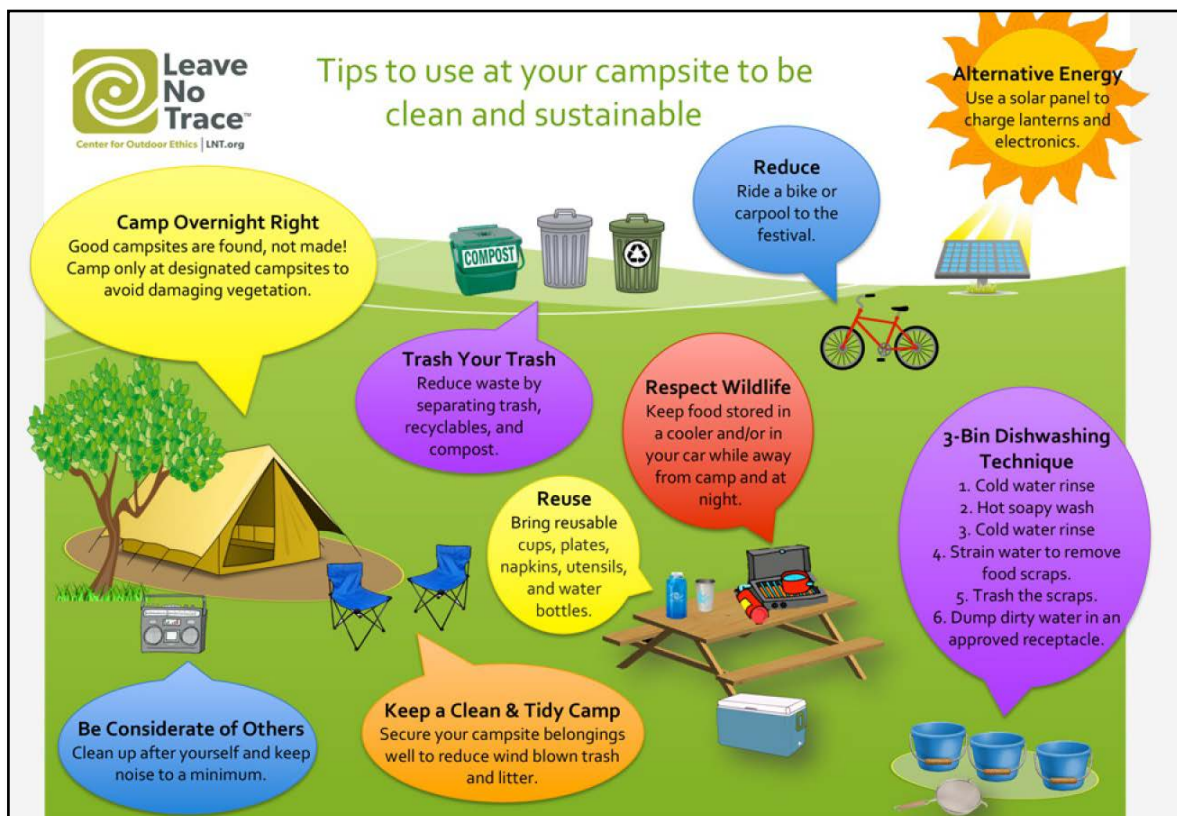 Leave
No
Trace™
Center for Outdoor Ethics | LNT.org
Tips to use at your campsite to be
clean and sustainable
Alternative Energy
Use a solar panel to
charge lanterns and
electronics.
Reduce
Ride a bike or
carpool to the
festival.
Camp Overnight Right
Good campsites are found, not made!
Camp only at designated campsites to
avoid damaging vegetation.
COMPOST
Trash Your Trash
Reduce waste by
separating trash,
recyclables, and
compost.
Respect Wildlife
Keep food stored in
a cooler and/or in
your car while away
from camp and at
night.
3-Bin Dishwashing
Technique
1. Cold water rinse
2. Hot soapy wash
3. Cold water rinse
4. Strain water to remove
food scraps.
5. Trash the scraps.
6. Dump dirty water in an
approved receptacle.
Reuse
Bring reusable
cups, plates,
napkins, utensils,
and water
bottles.
Be Considerate of Others
Clean up after yourself and keep
noise to a minimum.
Keep a Clean & Tidy Camp
Secure your campsite belongings
well to reduce wind blown trash
and litter.